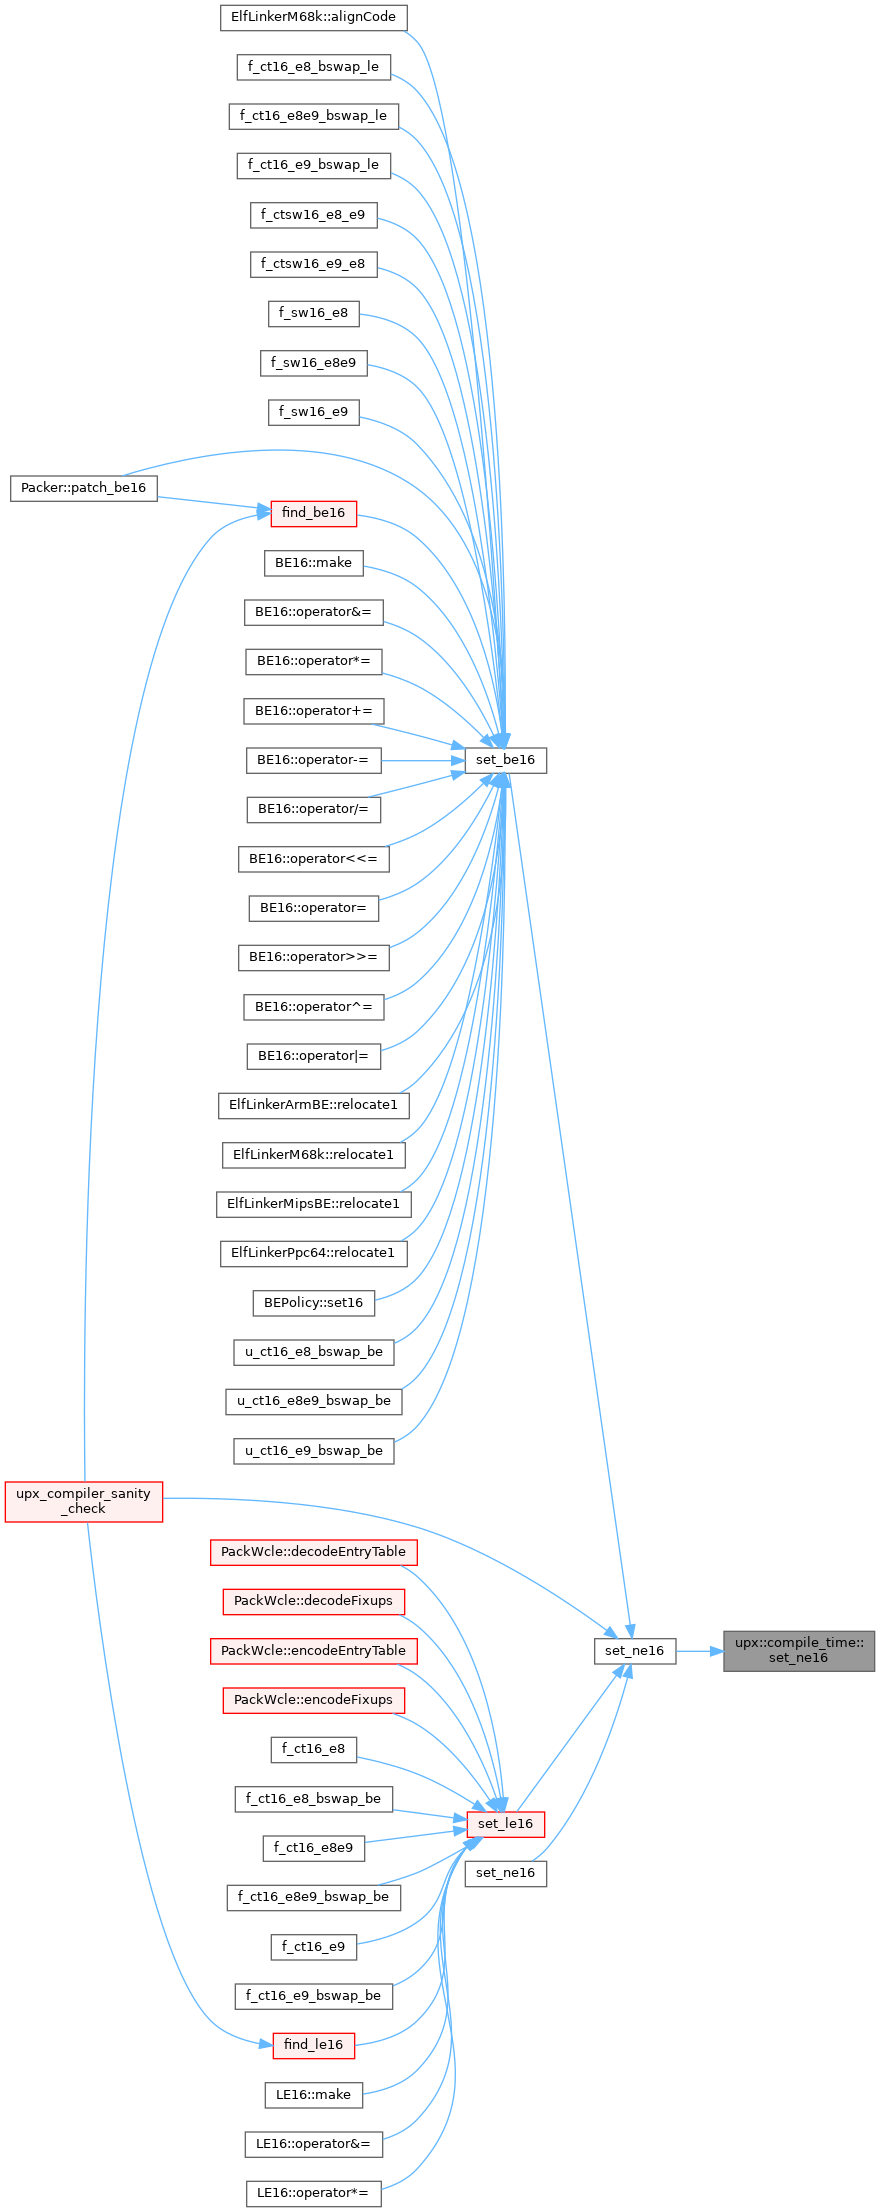 ElfLinkerM68k::alignCode
f_ct16_e8_bswap_le
f_ct16_e8e9_bswap_le
f_ct16_e9_bswap_le
f_ctsw16_e8_e9
f_ctsw16_e9_e8
f_sw16_e8
f_sw16_e8e9
f_sw16_e9
Packer::patch_be16
find_be16
BE16::make
BE16::operator&=
BE16::operator*=
BE16::operator+=
BE16::operator-=
set_be16
BE16::operator/=
BE16::operator<<=
BE16::operator=
BE16::operator>>=
BE16::operator^=
BE16::operator|=
ElfLinkerArmBE::relocate1
ElfLinkerM68k::relocate1
ElfLinkerMipsBE::relocate1
ElfLinkerPpc64::relocate1
BEPolicy::set16
u_ct16_e8_bswap_be
u_ct16_e8e9_bswap_be
u_ct16_e9_bswap_be
upx_compiler_sanity
_check
PackWcle::decodeEntryTable
PackWcle::decodeFixups
PackWcle::encodeEntryTable
set_ne16
upx::compile_time::
set_ne16
PackWcle::encodeFixups
f_ct16_e8
f_ct16_e8_bswap_be
set_le16
f_ct16_e8e9
set_ne16
f_ct16_e8e9_bswap_be
f_ct16_e9
f_ct16_e9_bswap_be
find_le16
LE16::make
LE16::operator&=
LE16::operator*=